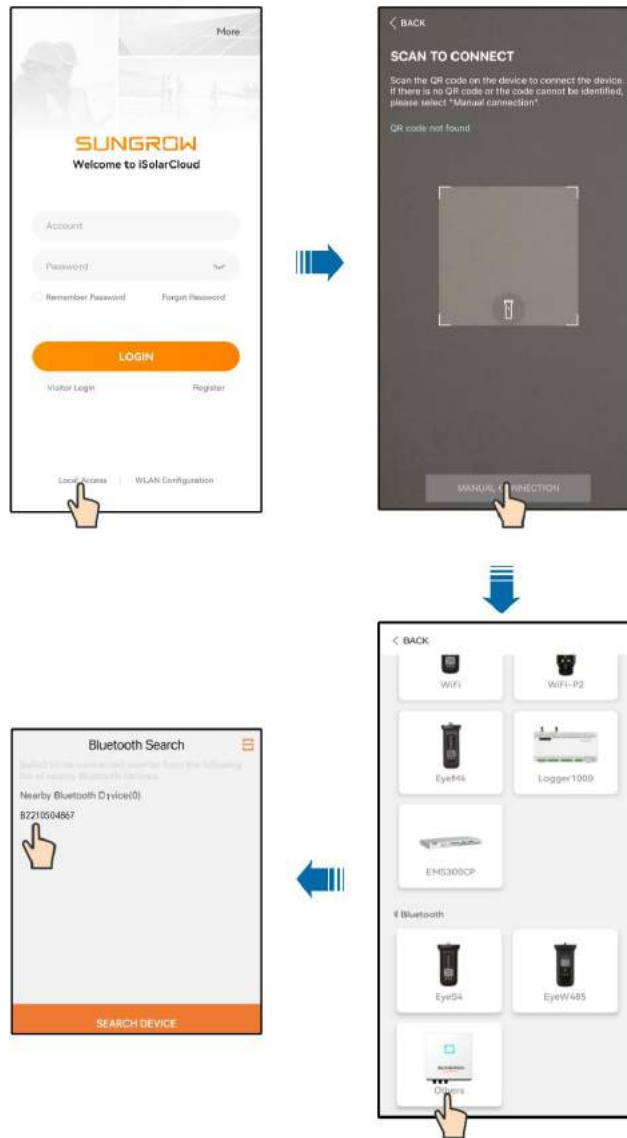 More
SUNGROW
Welcome to iSolarCloud
Account
Password
Remember Password
Forgot Password
LOGIN
Visitor Login
Register
Local Access
WLAN Configuration
BACK
SCAN TO CONNECT
Scan the QR code on the device to connect the device.
If there is no QR code or the code cannot be identified,
please select "Manual connection".
QR code not found
MANUAL CONNECTION
BACK
WiFi
WiFi-P2
EyeM4
Logger1000
EMS300CP
Bluetooth
EyeS4
EyeW485
SUNGROW
Others
Bluetooth Search
Select to-be-connected inverter from the following
list of nearby Bluetooth devices.
Nearby Bluetooth Device(0)
B2210504867
SEARCH DEVICE